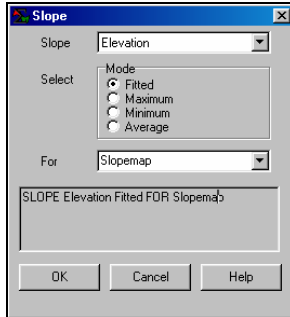 Slope
Slope Elevation
Select Mode
Fitted
Maximum
Minimum
Average
For Slopemap
SLOPE Elevation Fitted FOR Slopemap
OK Cancel Help